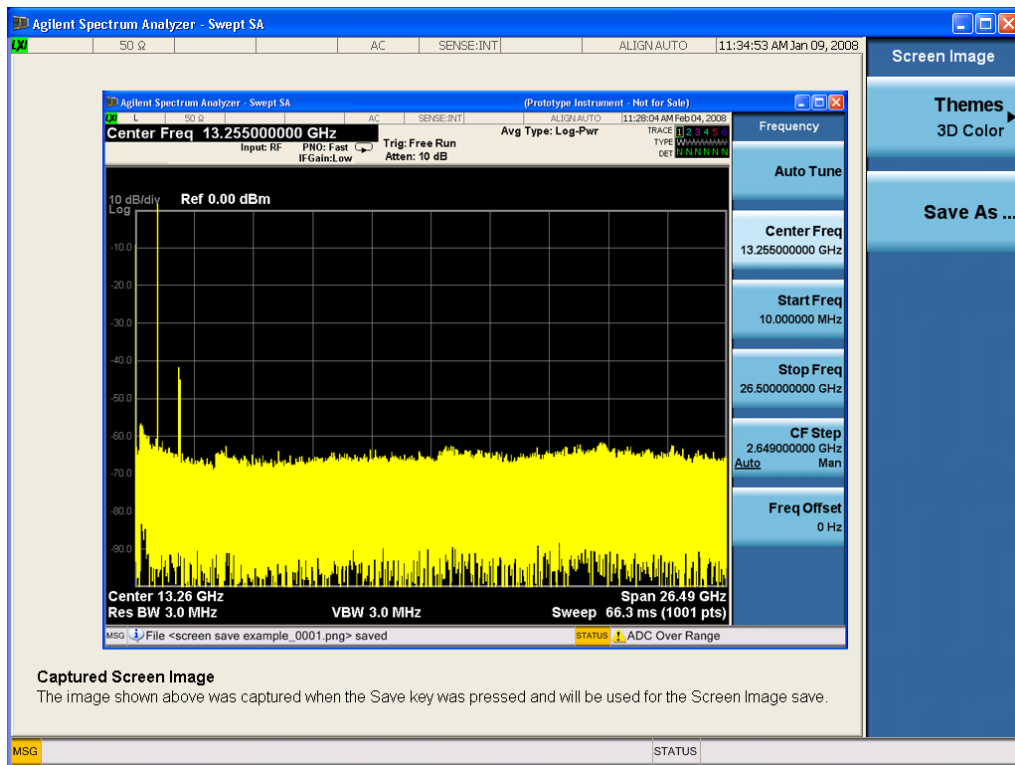 Agilent Spectrum Analyzer - Swept SA
LXI 50 Ω AC SENSE:INT ALIGN AUTO 11:34:53 AM Jan 09, 2008
Screen Image
Themes
3D Color
Save As ...
Agilent Spectrum Analyzer - Swept SA (Prototype Instrument - Not for Sale)
LXI L 50 Ω AC SENSE:INT ALIGN AUTO 11:28:04 AM Feb 04, 2008
Center Freq 13.255000000 GHz
Input: RF PNO: Fast IFGain:Low
Trig: Free Run
Atten: 10 dB
Avg Type: Log-Pwr
TRACE 1 2 3 4 5 6
TYPE WWWWWW
DET N N N N N N
Frequency
Auto Tune
Center Freq
13.255000000 GHz
Start Freq
10.000000 MHz
Stop Freq
26.500000000 GHz
CF Step
2.649000000 GHz
Auto Man
Freq Offset
0 Hz
10 dB/div Ref 0.00 dBm
Log
-10.0
-20.0
-30.0
-40.0
-50.0
-60.0
-70.0
-80.0
-90.0
Center 13.26 GHz Span 26.49 GHz
Res BW 3.0 MHz VBW 3.0 MHz Sweep 66.3 ms (1001 pts)
MSG File <screen save example_0001.png> saved STATUS ADC Over Range
Captured Screen Image
The image shown above was captured when the Save key was pressed and will be used for the Screen Image save.
MSG STATUS